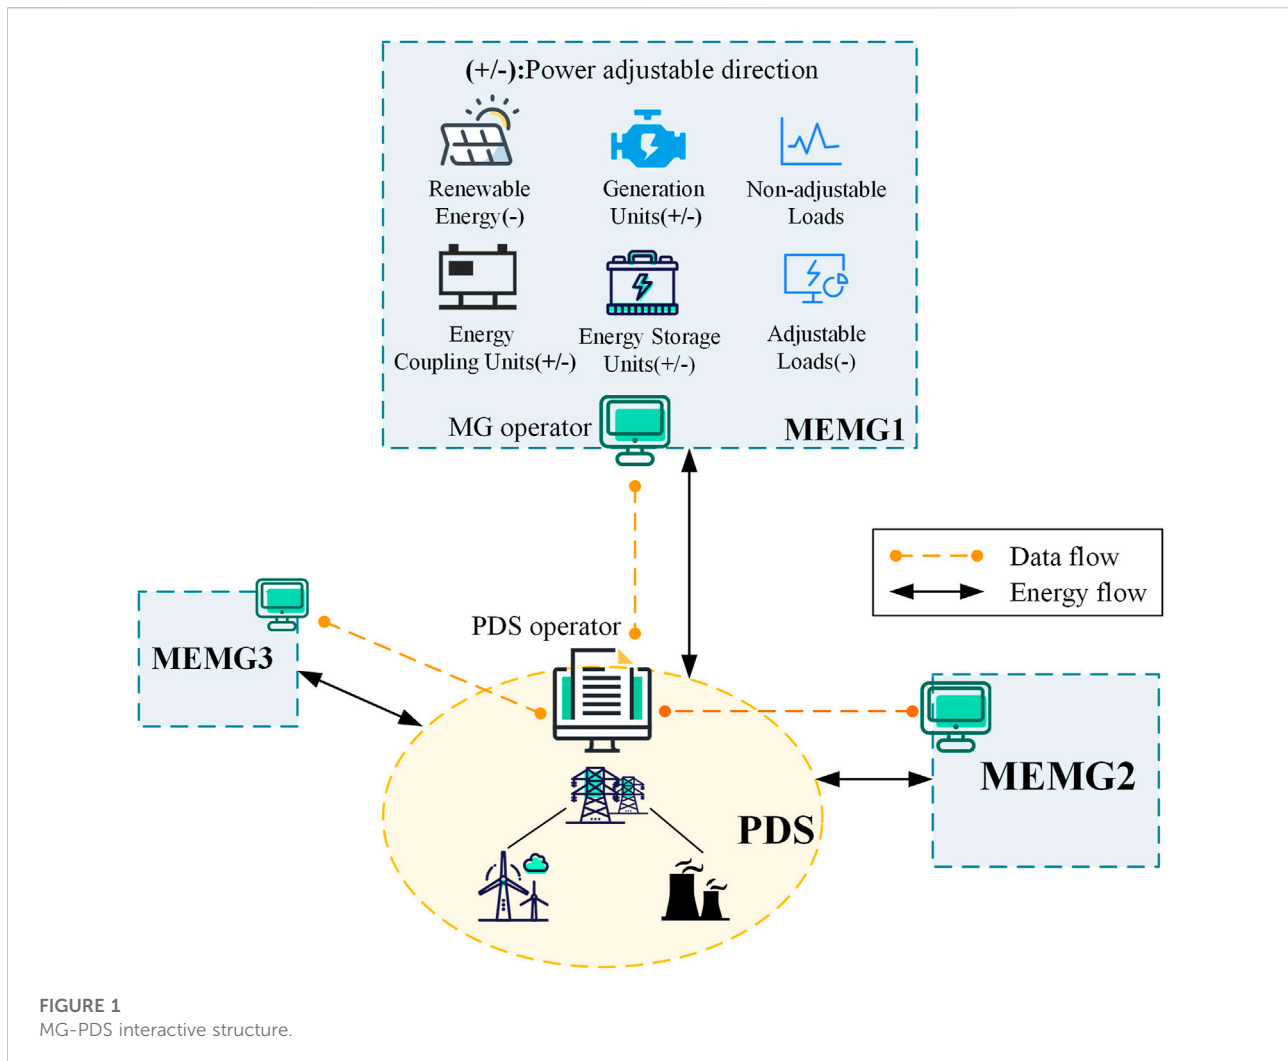 (+/-):Power adjustable direction
Renewable
Energy(-)
Generation
Units(+/-)
Non-adjustable
Loads
Energy
Coupling Units(+/-)
Energy Storage
Units(+/-)
Adjustable
Loads(-)
MG operator
MEMG1
Data flow
Energy flow
PDS operator
MEMG3
MEMG2
PDS
FIGURE 1
MG-PDS interactive structure.